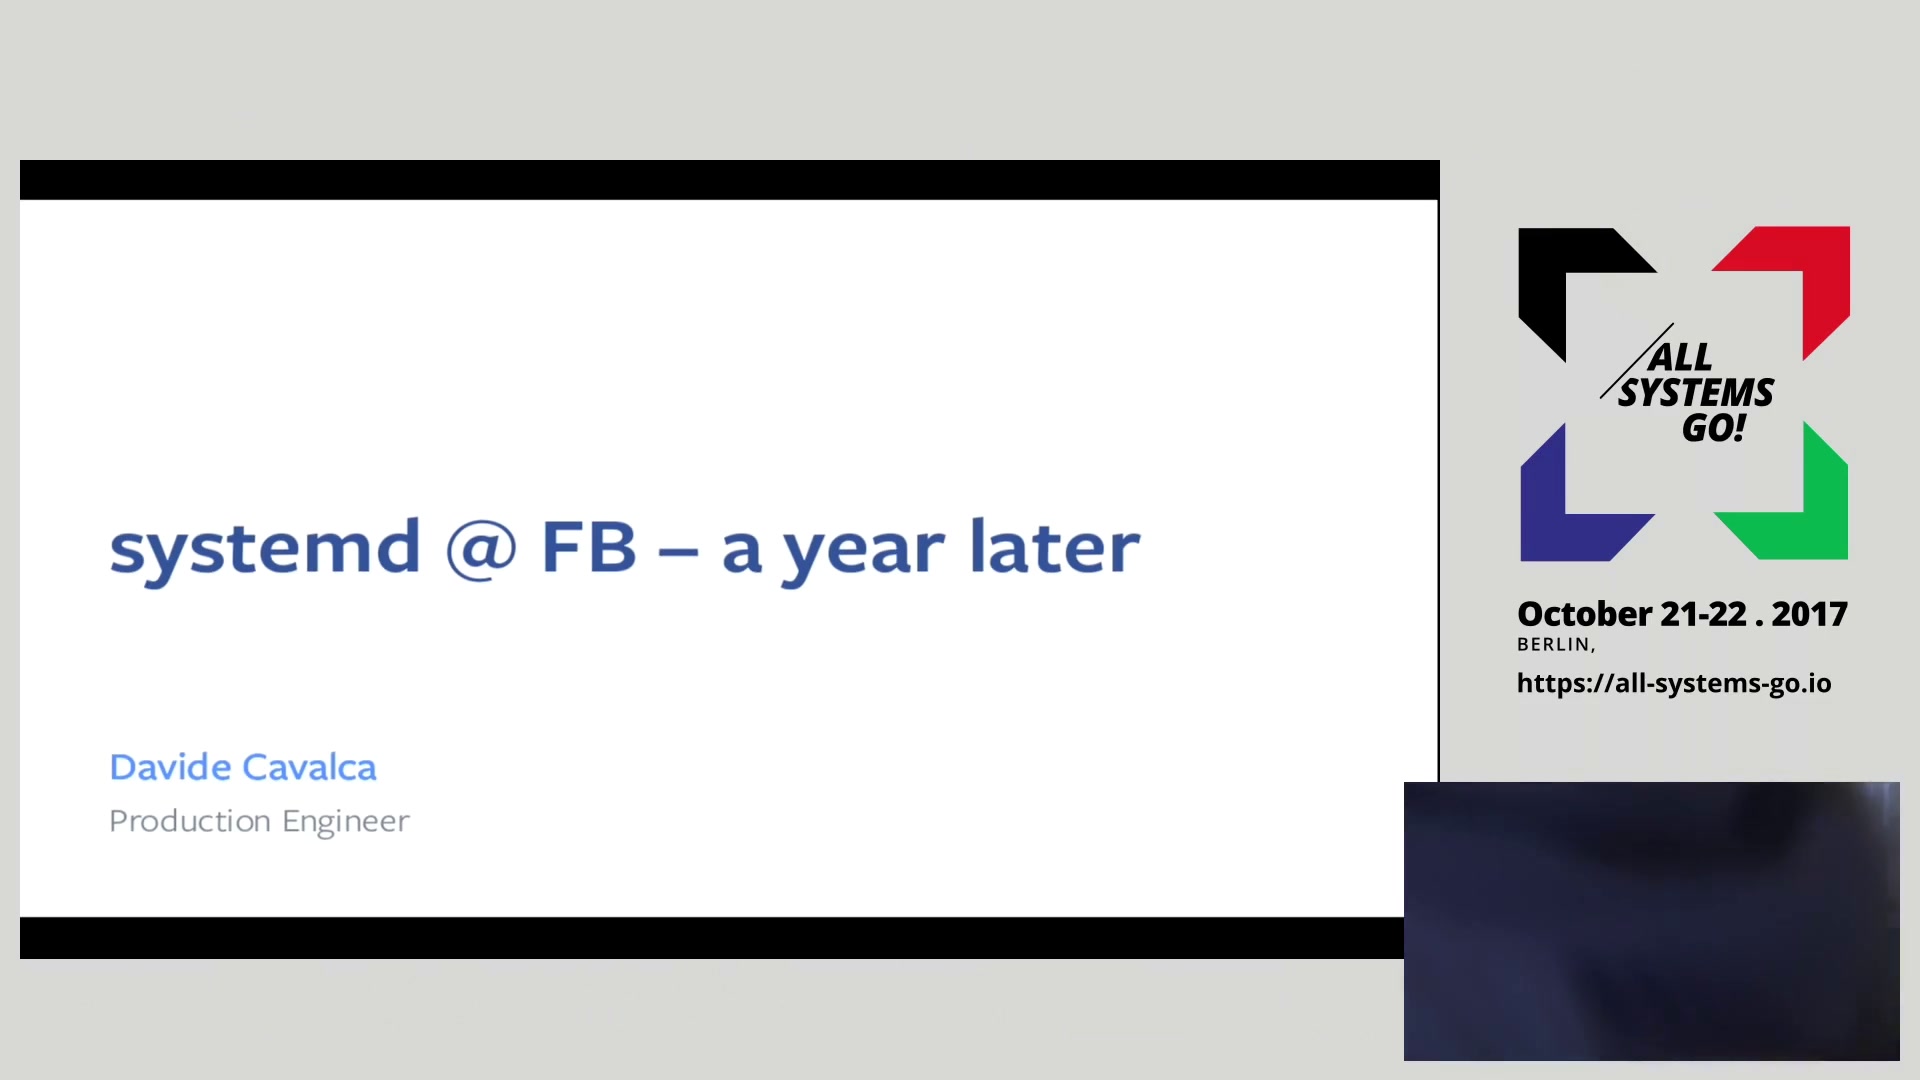 systemd @ FB – a year later
Davide Cavalca
Production Engineer
ALL
SYSTEMS
GO!
October 21-22 . 2017
BERLIN,
https://all-systems-go.io